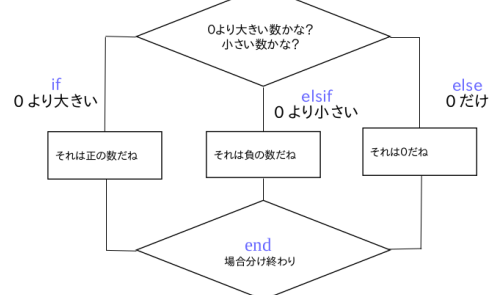 0より大きい数かな?
小さい数かな?
if
0より大きい
elsif
0より小さい
else
0だけ
それは正の数だね
それは負の数だね
それは0だね
end
場合分け終わり